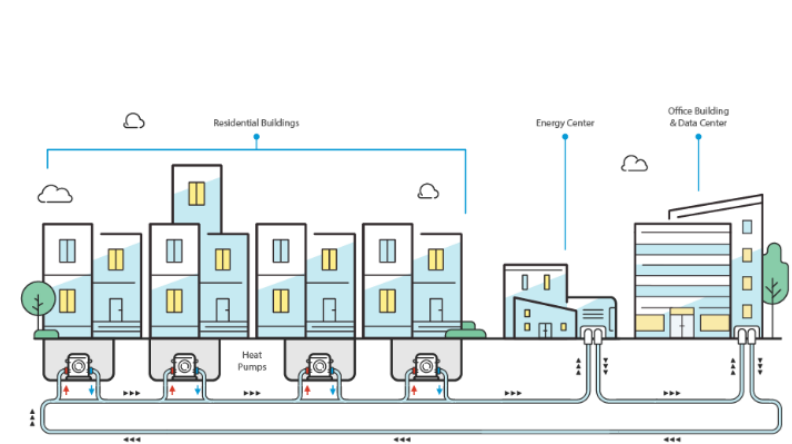 Residential Buildings
Energy Center
Office Building
& Data Center
Heat
Pumps